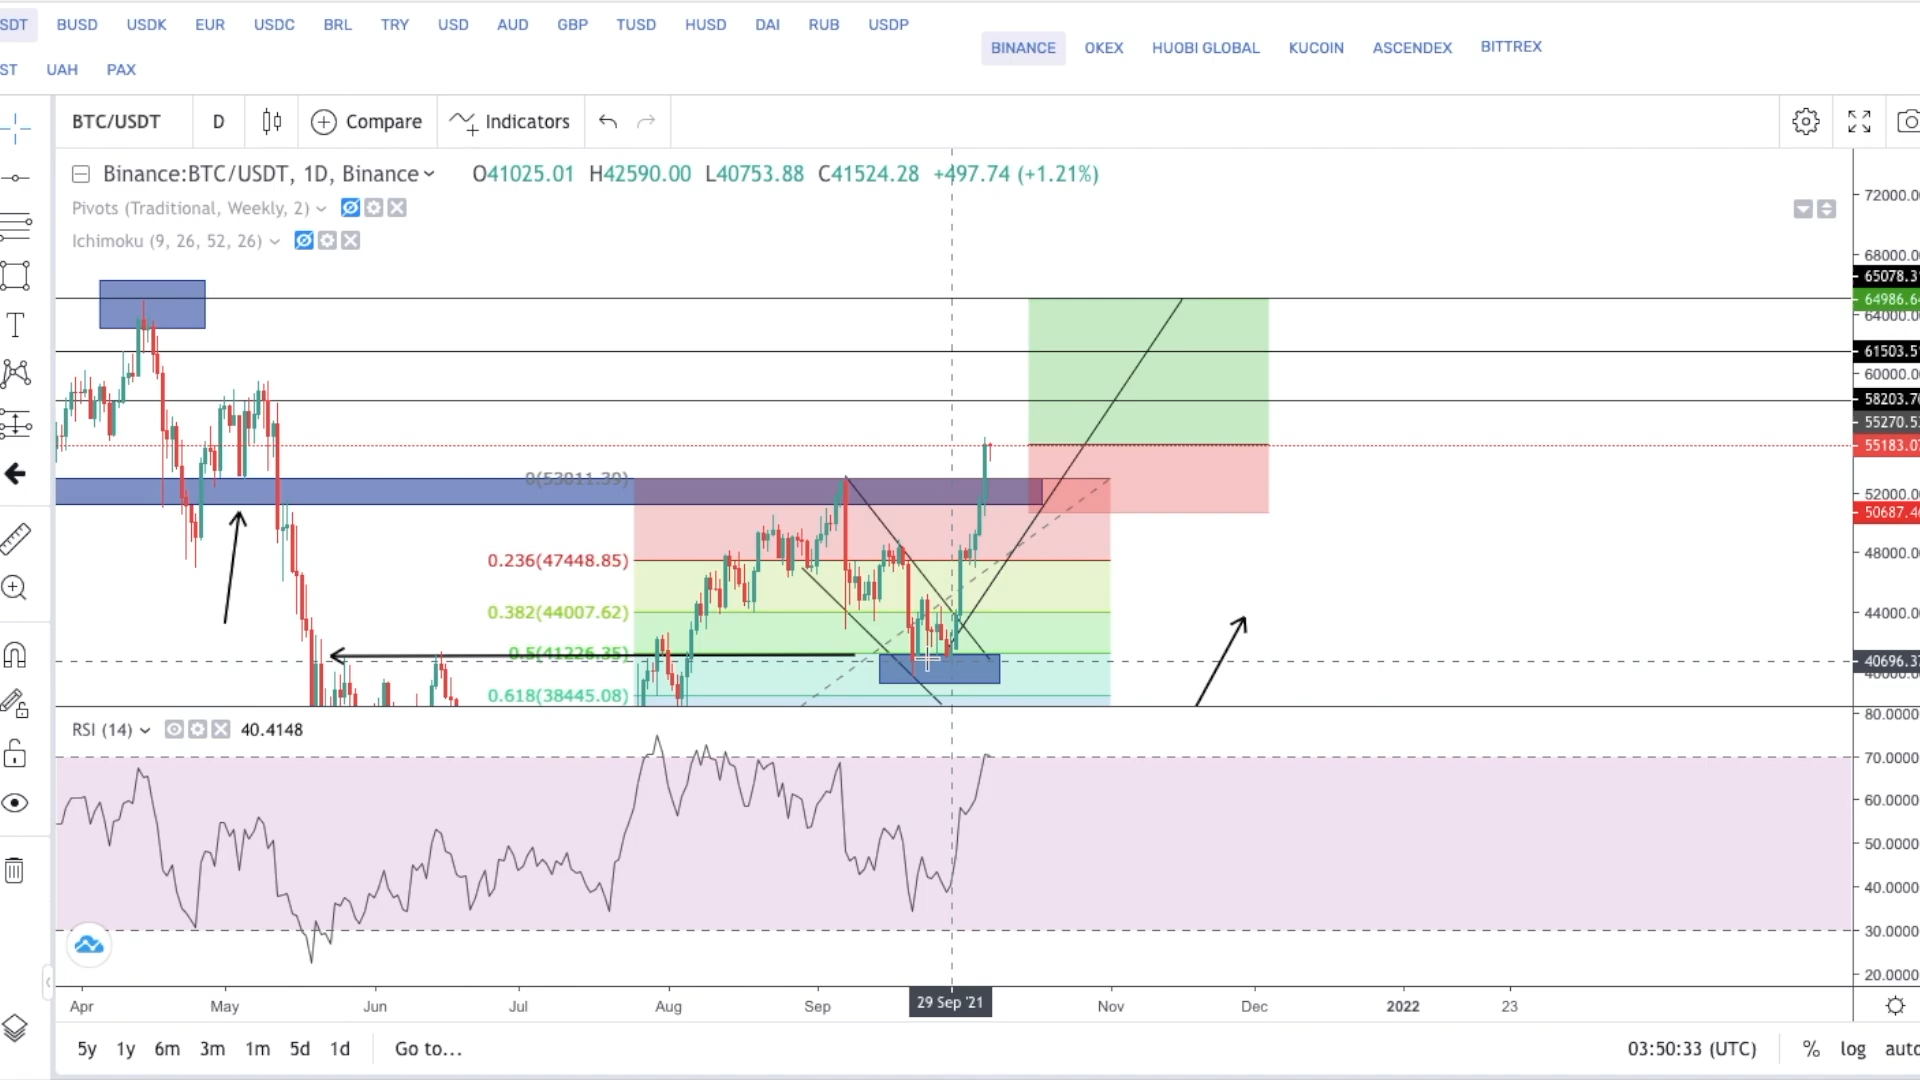 SDT BUSD USDK EUR USDC BRL TRY USD AUD GBP TUSD HUSD DAI RUB USDP
BINANCE OKEX HUOBI GLOBAL KUCOIN ASCENDEX BITTREX
ST UAH PAX
BTC/USDT D Compare Indicators
Binance:BTC/USDT, 1D, Binance O41025.01 H42590.00 L40753.88 C41524.28 +497.74 (+1.21%)
Pivots (Traditional, Weekly, 2)
Ichimoku (9, 26, 52, 26)
72000.0
68000.0
65078.3
64986.6
64000.0
61503.5
60000.0
58203.7
55270.5
55183.0
0(53011.39)
52000.0
50687.4
48000.0
0.236(47448.85)
0.382(44007.62)
44000.0
0.5(41226.35)
40696.3
0.618(38445.08)
RSI (14) 40.4148
80.0000
70.0000
60.0000
50.0000
40.0000
30.0000
20.0000
Apr May Jun Jul Aug Sep 29 Sep '21 Nov Dec 2022 23
5y 1y 6m 3m 1m 5d 1d Go to... 03:50:33 (UTC) % log auto